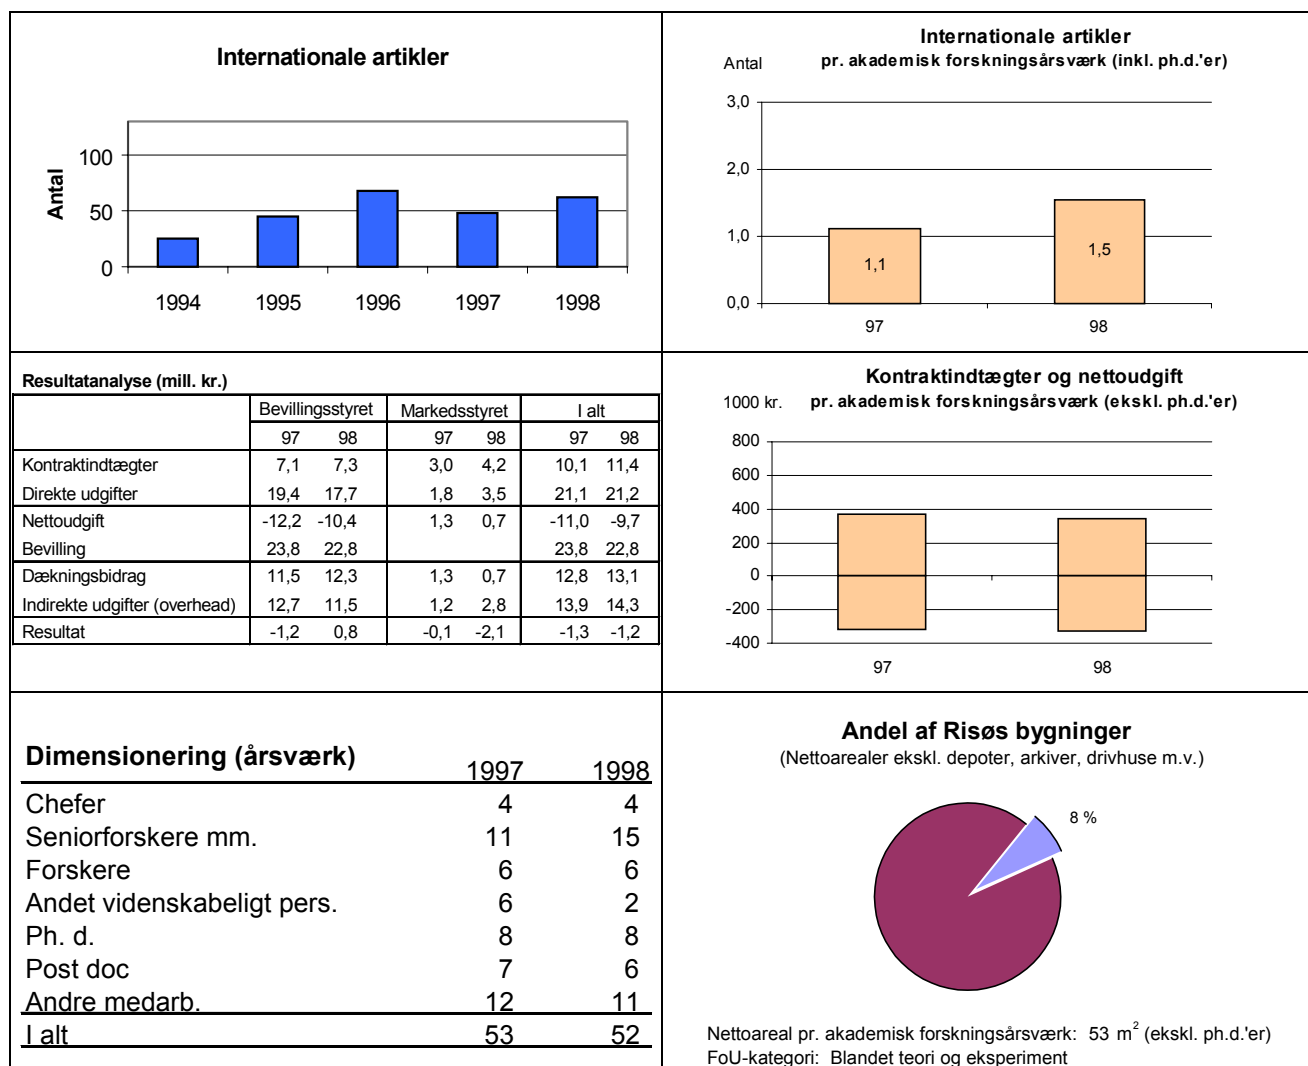 Internationale artikler
Antal
100
50
0
1994 1995 1996 1997 1998
Internationale artikler
Antal pr. akademisk forskningsårsværk (inkl. ph.d.'er)
3,0
2,0
1,0
0,0
1,1
1,5
97 98
Resultatanalyse (mill. kr.)
Bevillingsstyret Markedsstyret I alt
97 98 97 98 97 98
Kontraktindtægter 7,1 7,3 3,0 4,2 10,1 11,4
Direkte udgifter 19,4 17,7 1,8 3,5 21,1 21,2
Nettoudgift -12,2 -10,4 1,3 0,7 -11,0 -9,7
Bevilling 23,8 22,8 23,8 22,8
Dækningsbidrag 11,5 12,3 1,3 0,7 12,8 13,1
Indirekte udgifter (overhead) 12,7 11,5 1,2 2,8 13,9 14,3
Resultat -1,2 0,8 -0,1 -2,1 -1,3 -1,2
Kontraktindtægter og nettoudgift
1000 kr. pr. akademisk forskningsårsværk (ekskl. ph.d.'er)
800
600
400
200
0
-200
-400
97 98
Dimensionering (årsværk) 1997 1998
Chefer 4 4
Seniorforskere mm. 11 15
Forskere 6 6
Andet videnskabeligt pers. 6 2
Ph. d. 8 8
Post doc 7 6
Andre medarb. 12 11
I alt 53 52
Andel af Risøs bygninger
(Nettoarealer ekskl. depoter, arkiver, drivhuse m.v.)
8 %
Nettoareal pr. akademisk forskningsårsværk: 53 m² (ekskl. ph.d.'er)
FoU-kategori: Blandet teori og eksperiment